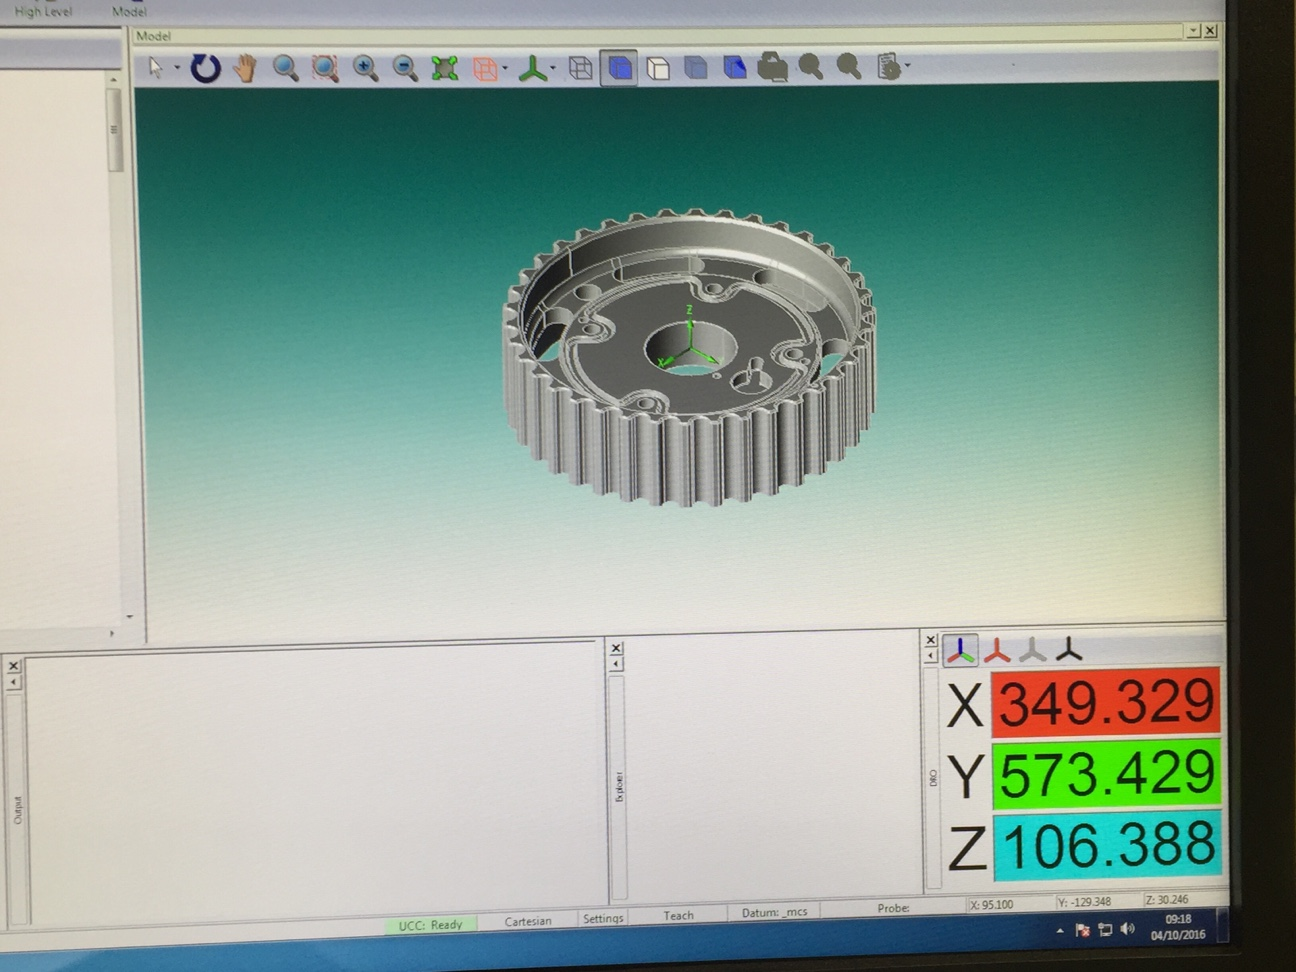 High Level
Model
Model
Z
X
Output
Explorer
DRO
X 349.329
Y 573.429
Z 106.388
UCC: Ready
Cartesian
Settings
Teach
Datum: _mcs
Probe:
X: 95.100
Y: -129.348
Z: 30.246
09:18
04/10/2016